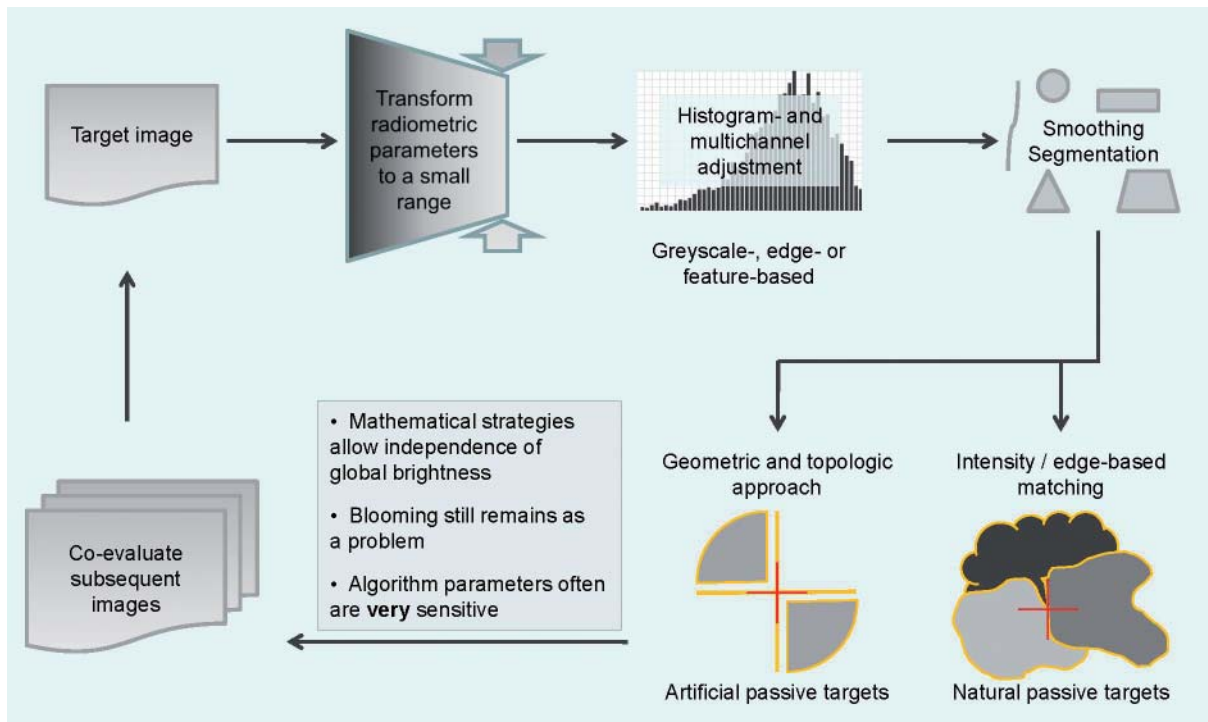 Target image
Transform
radiometric
parameters
to a small
range
Histogram- and
multichannel
adjustment
Greyscale-, edge- or
feature-based
Smoothing
Segmentation
Geometric and topologic
approach
Artificial passive targets
Intensity / edge-based
matching
Natural passive targets
• Mathematical strategies
allow independence of
global brightness
• Blooming still remains as
a problem
• Algorithm parameters often
are very sensitive
Co-evaluate
subsequent
images